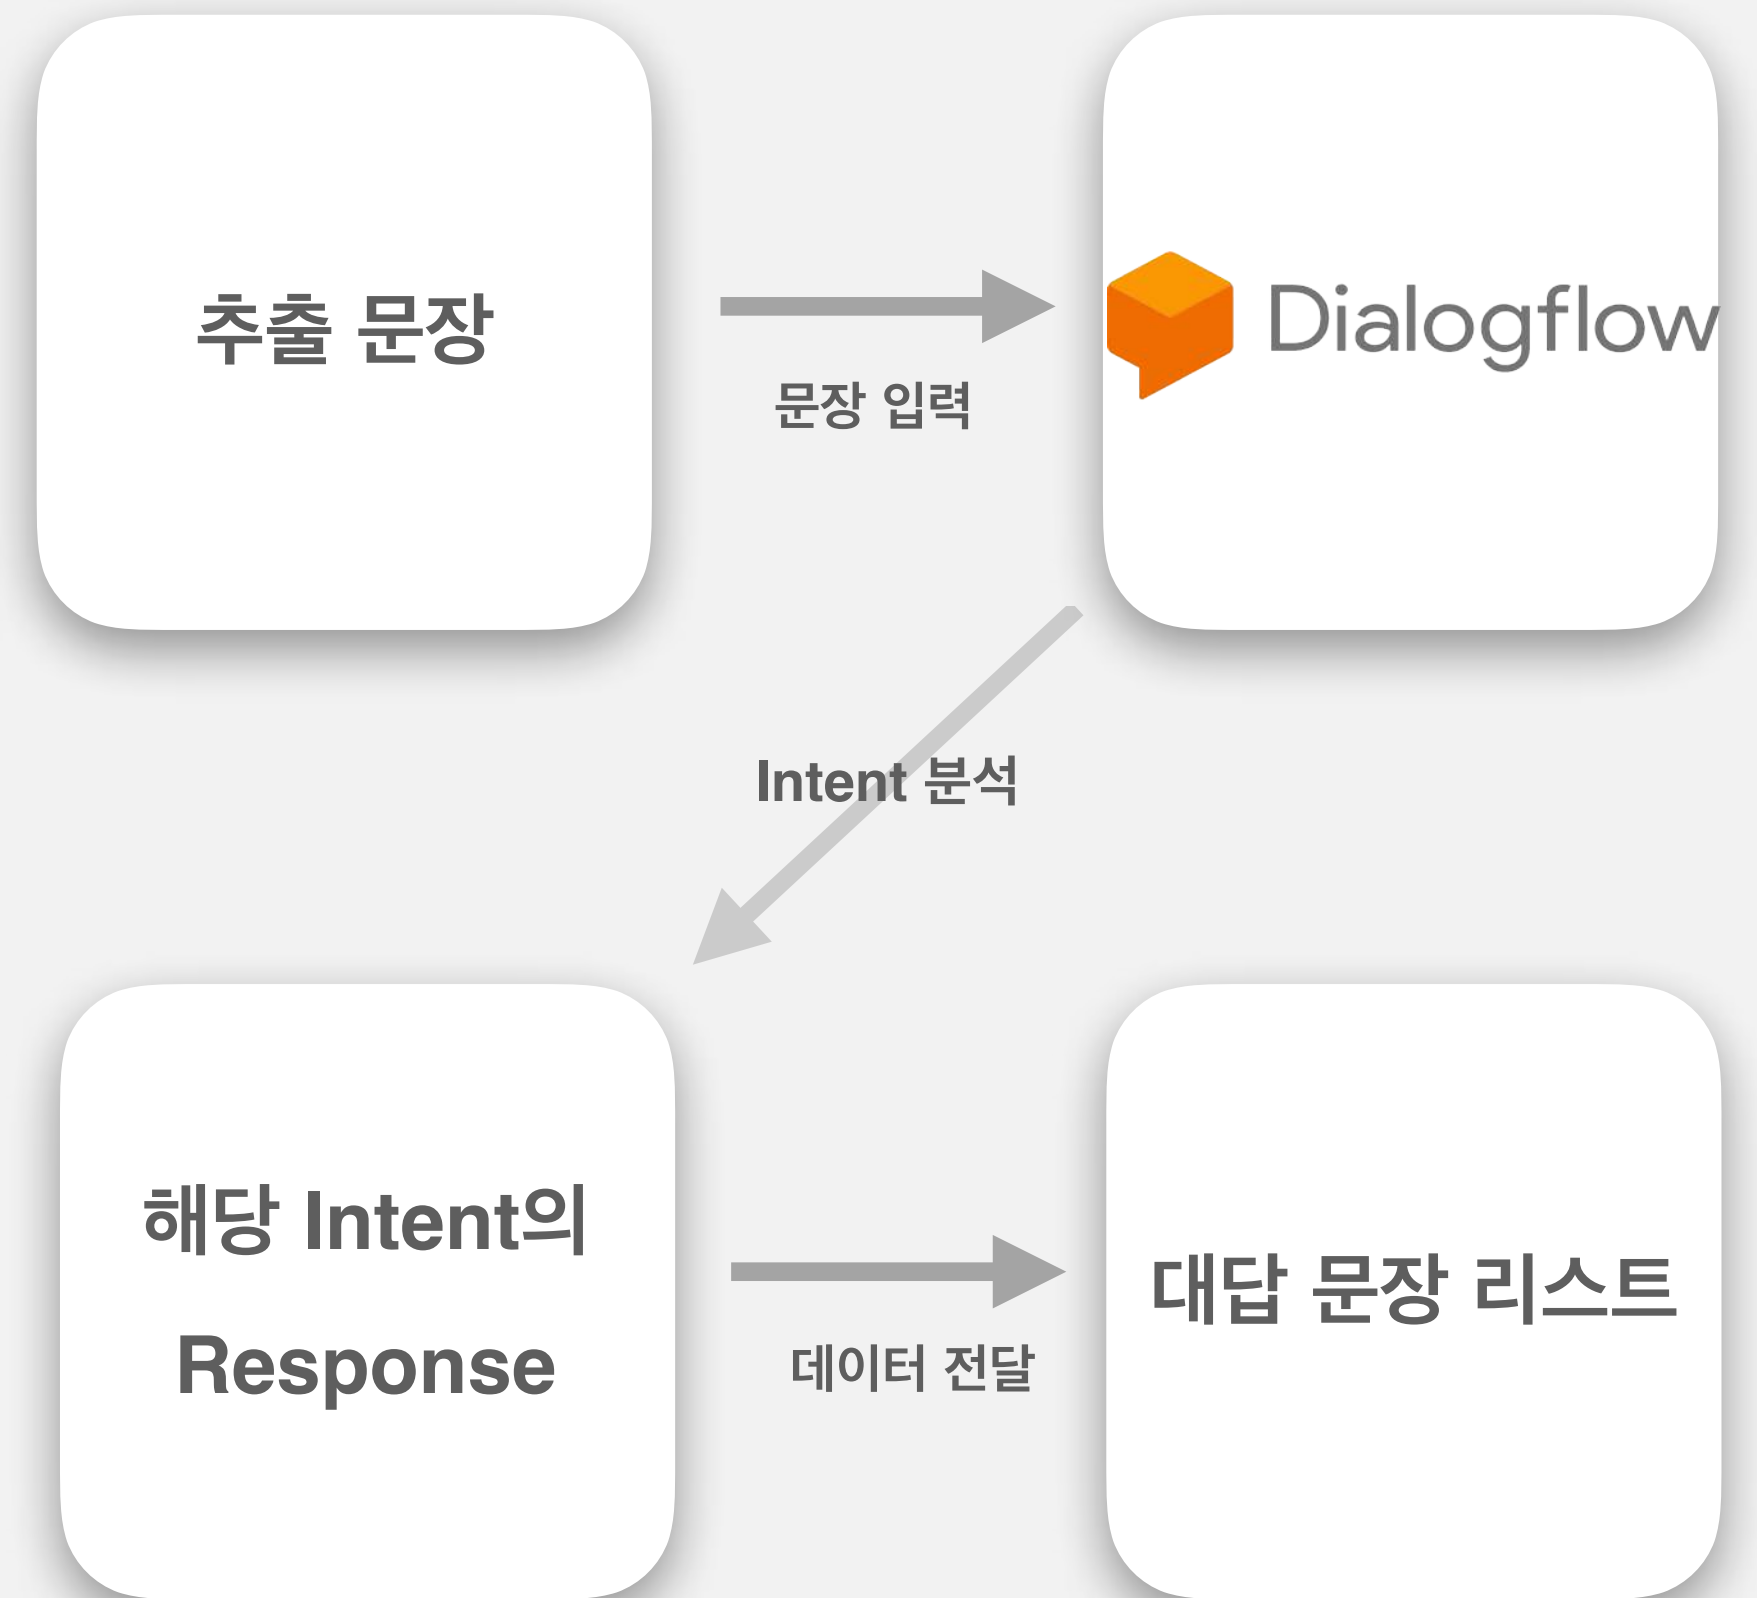 추출 문장
문장 입력
Dialogflow
Intent 분석
해당 Intent의
Response
데이터 전달
대답 문장 리스트